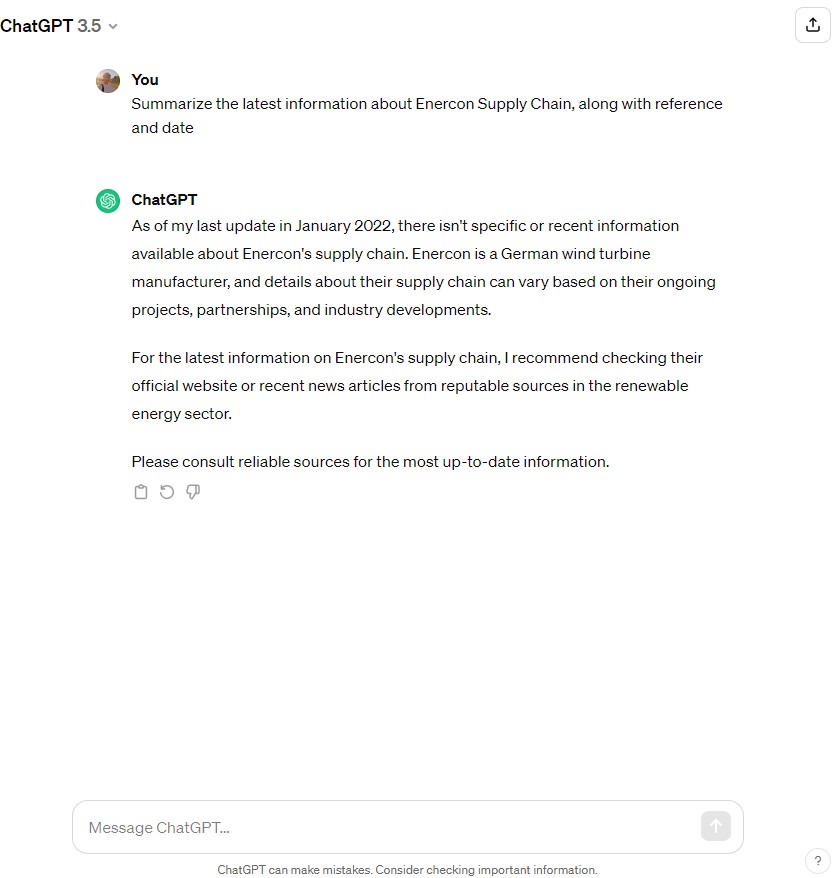 ChatGPT 3.5
You
Summarize the latest information about Enercon Supply Chain, along with reference
and date
ChatGPT
As of my last update in January 2022, there isn't specific or recent information
available about Enercon's supply chain. Enercon is a German wind turbine
manufacturer, and details about their supply chain can vary based on their ongoing
projects, partnerships, and industry developments.
For the latest information on Enercon's supply chain, I recommend checking their
official website or recent news articles from reputable sources in the renewable
energy sector.
Please consult reliable sources for the most up-to-date information.
Message ChatGPT...
ChatGPT can make mistakes. Consider checking important information.
?